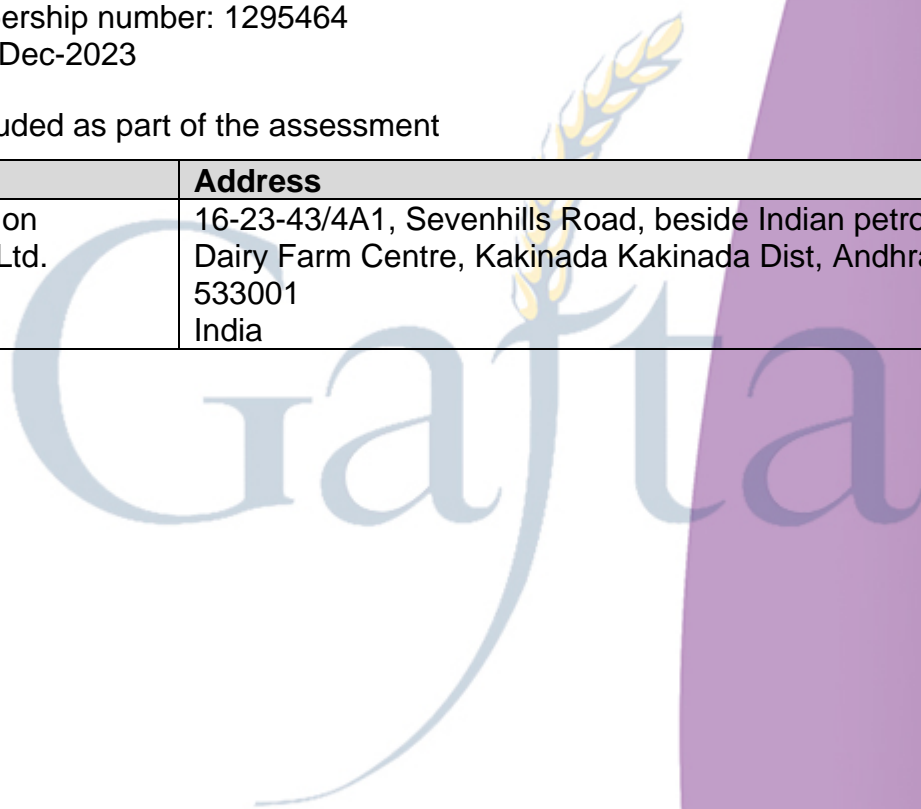 ership number: 1295464
Dec-2023
uded as part of the assessment
Address
on
Ltd.
16-23-43/4A1, Sevenhills Road, beside Indian petro
Dairy Farm Centre, Kakinada Kakinada Dist, Andhra
533001
India
Gafta